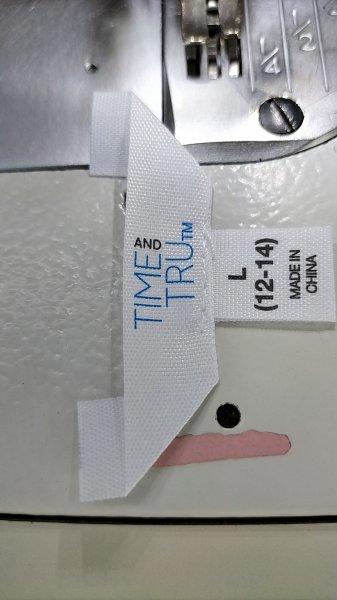 TIME AND
TRU™
L
(12-14)
MADE IN
CHINA